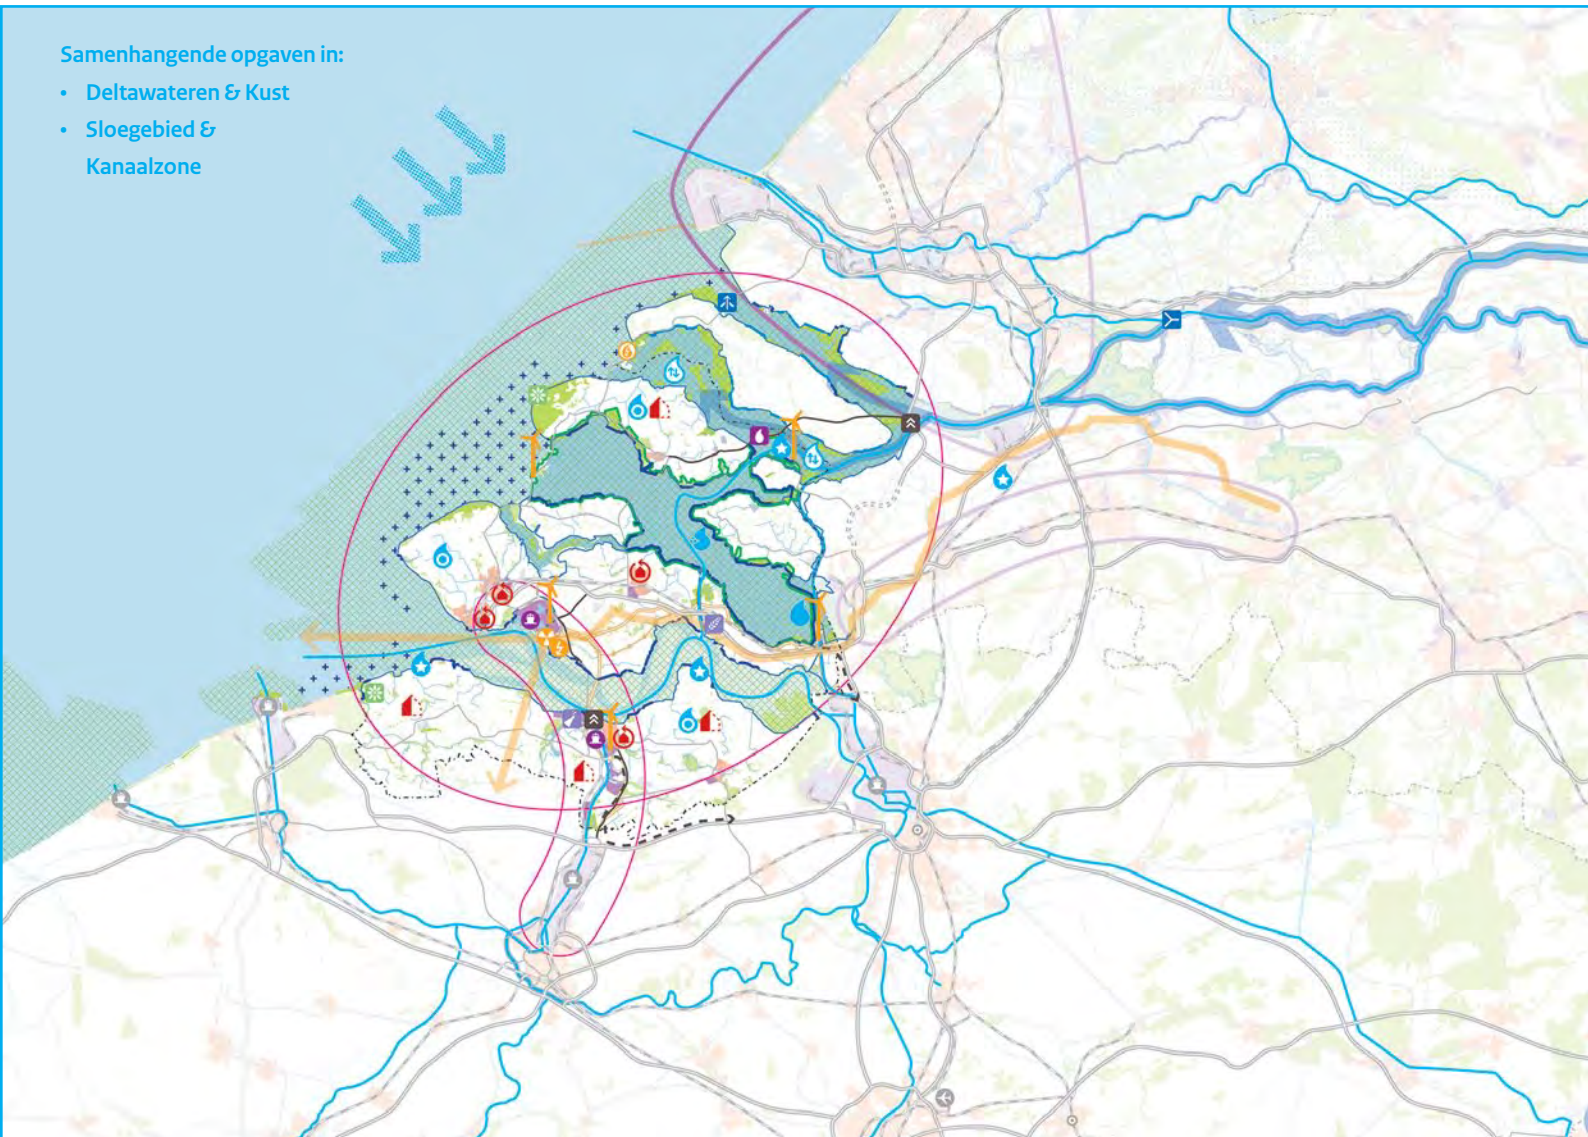 Samenhangende opgaven in:
• Deltawateren & Kust
• Sloegebied &
Kanaalzone